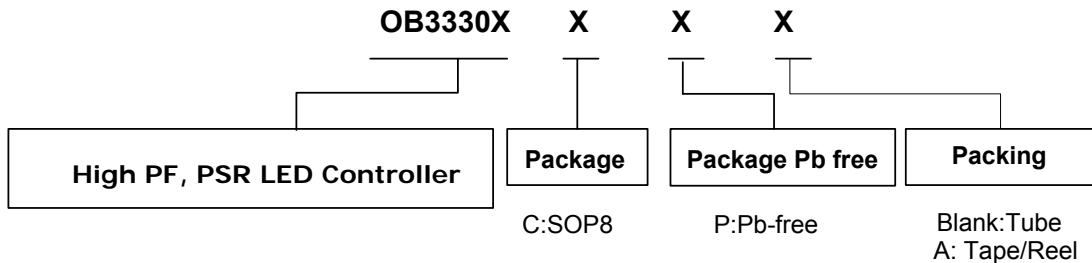 OB3330X X X X
High PF, PSR LED Controller
Package
Package Pb free
Packing
C:SOP8
P:Pb-free
Blank:Tube
A: Tape/Reel